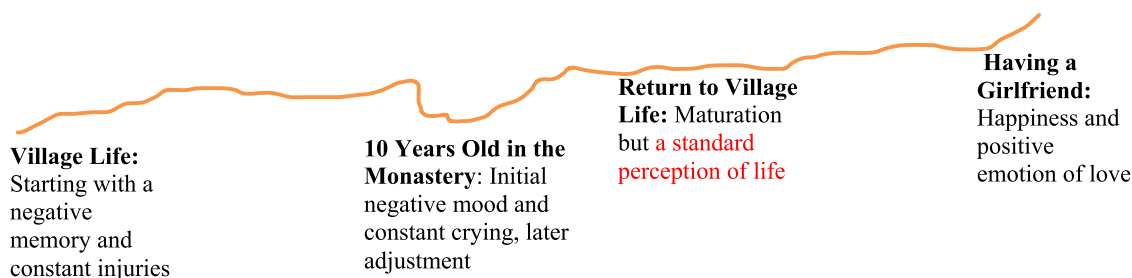 Village Life:
Starting with a
negative
memory and
constant injuries
10 Years Old in the
Monastery: Initial
negative mood and
constant crying, later
adjustment
Return to Village
Life: Maturation
but a standard
perception of life
Having a
Girlfriend:
Happiness and
positive
emotion of love